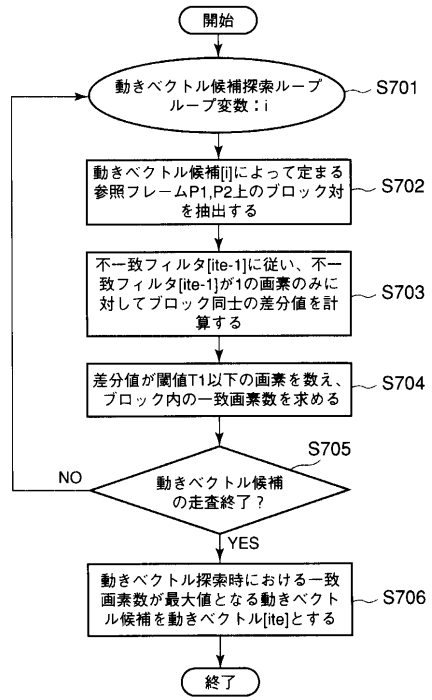 開始
動きベクトル候補探索ループ
ループ変数：i
S701
動きベクトル候補[i]によって定まる
参照フレームP1,P2上のブロック対
を抽出する
S702
不一致フィルタ[ite-1]に従い、不一
致フィルタ[ite-1]が1の画素のみに
対してブロック同士の差分値を計
算する
S703
差分値が閾値T1以下の画素を数え、
ブロック内の一致画素数を求める
S704
S705
動きベクトル候補
の走査終了？
NO
YES
動きベクトル探索時における一致
画素数が最大値となる動きベクト
ル候補を動きベクトル[ite]とする
S706
終了